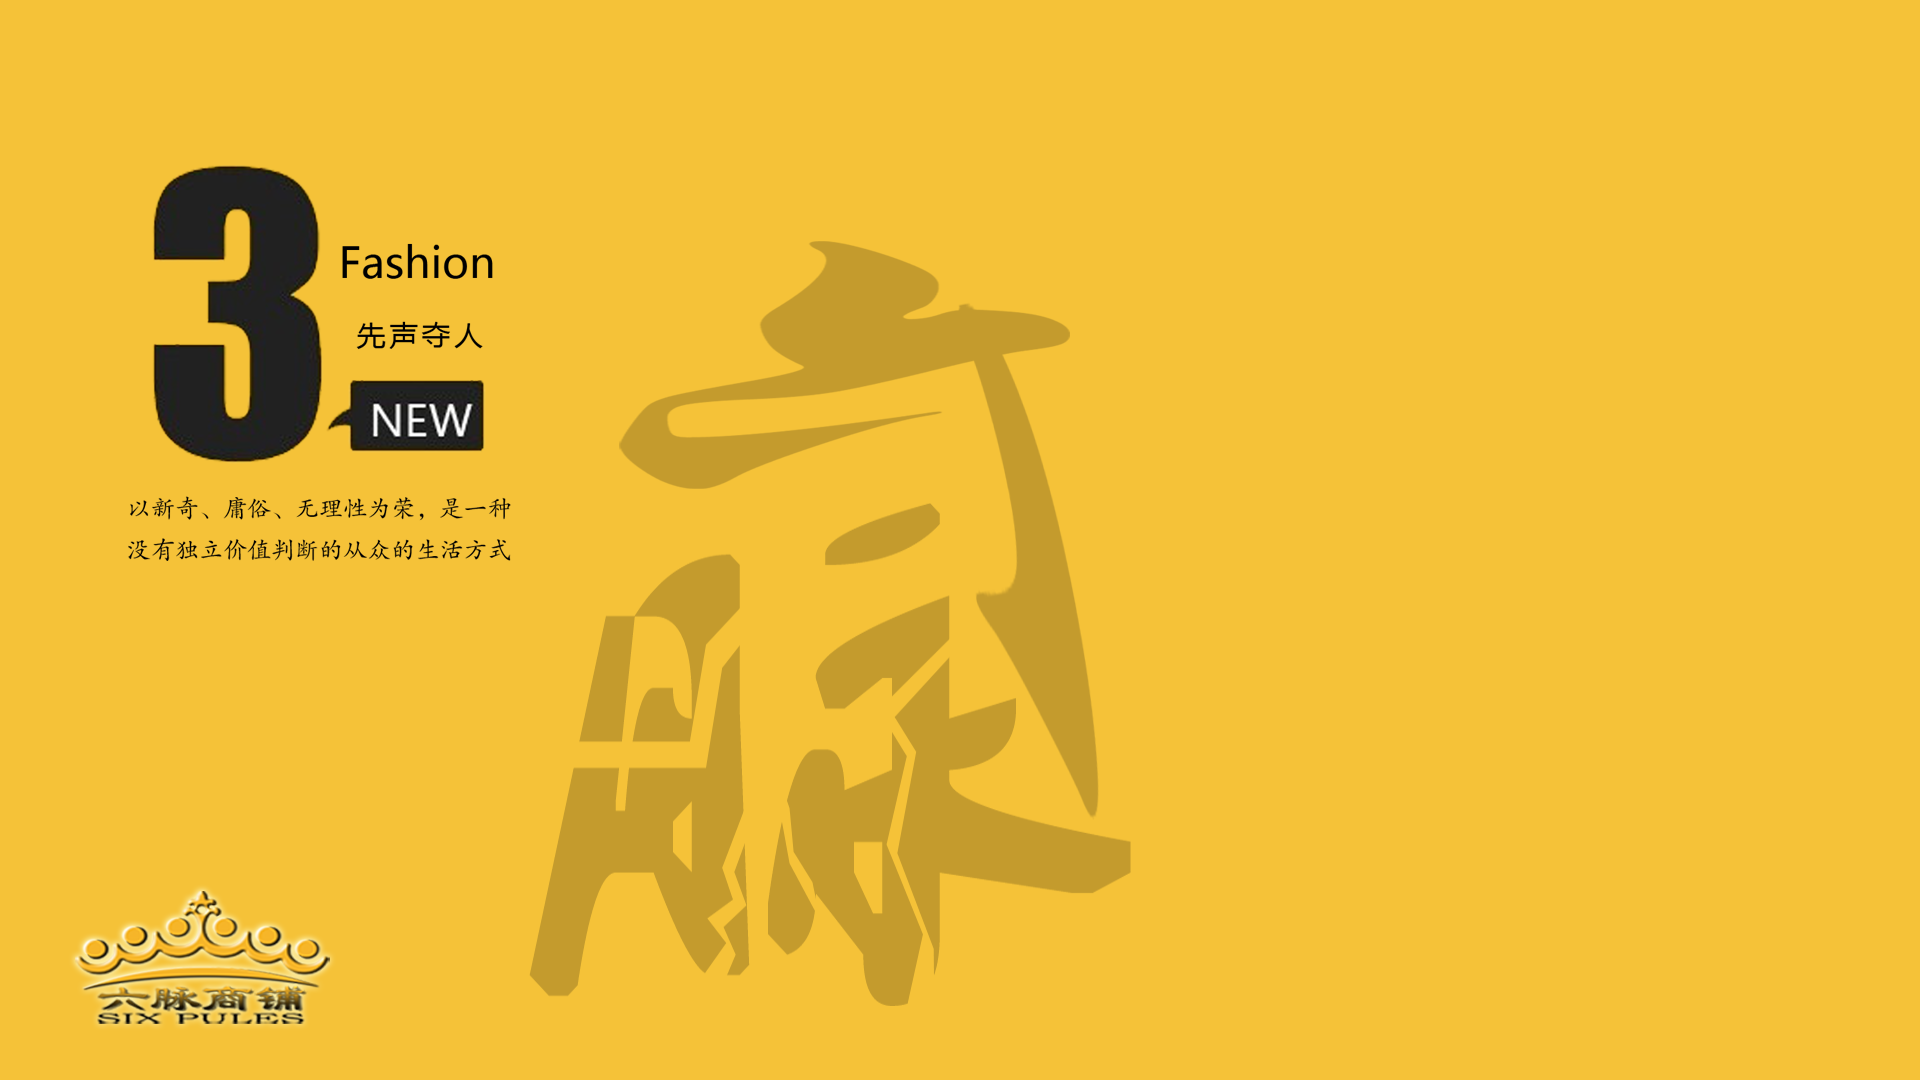 3
Fashion
先声夺人
NEW
以新奇、庸俗、无理性为荣，是一种
没有独立价值判断的从众的生活方式
赢
六脉商铺
SIX PULES